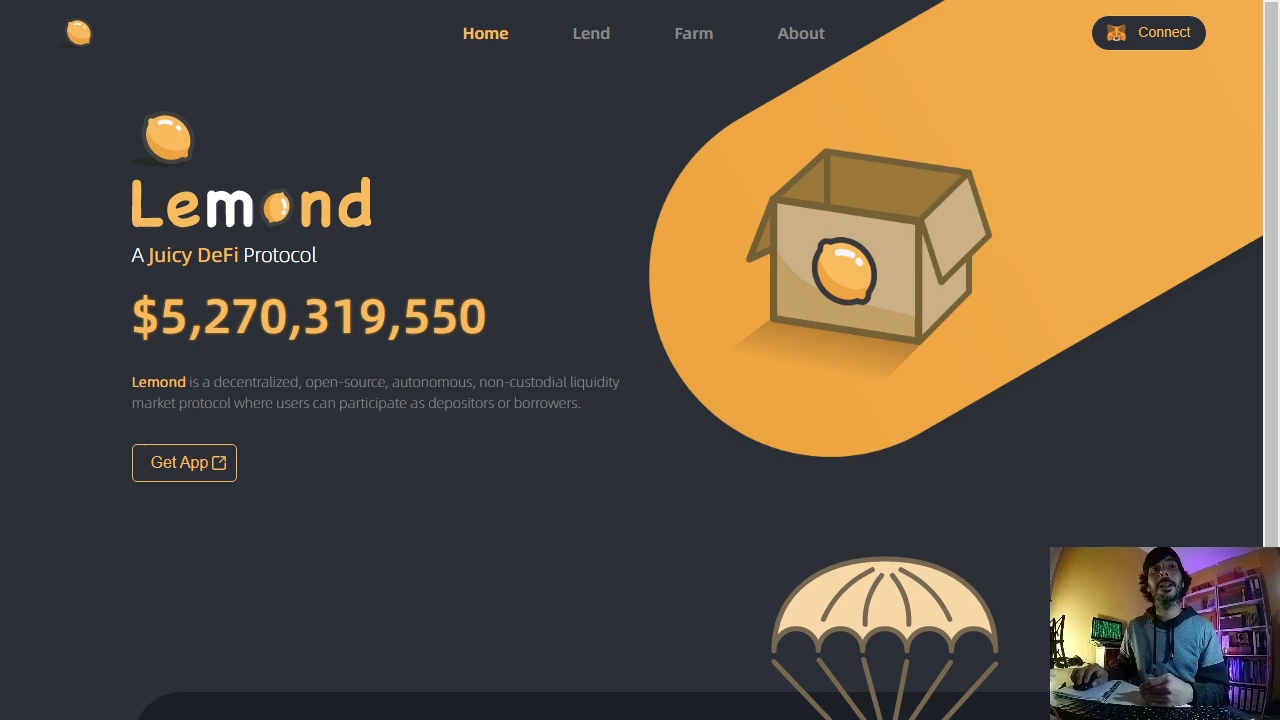 Home Lend Farm About Connect
Lemond
A Juicy DeFi Protocol
$5,270,319,550
Lemond is a decentralized, open-source, autonomous, non-custodial liquidity
market protocol where users can participate as depositors or borrowers.
Get App